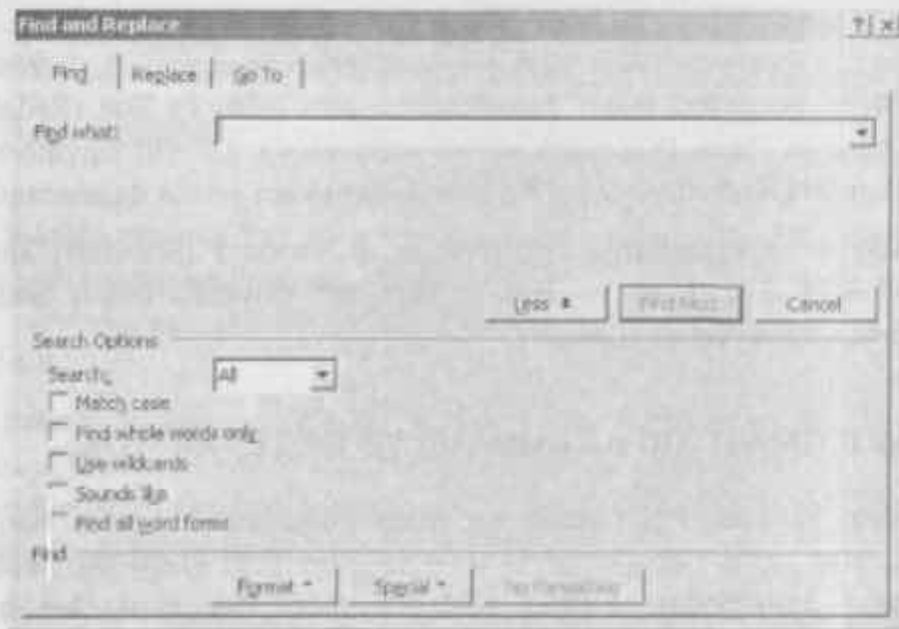 Find and Replace
Find Replace Go To
Find what:
Less Find Next Cancel
Search Options
Search: All
Match case
Find whole words only
Use wildcards
Sounds like
Find all word forms
Find
Format Special No Formatting